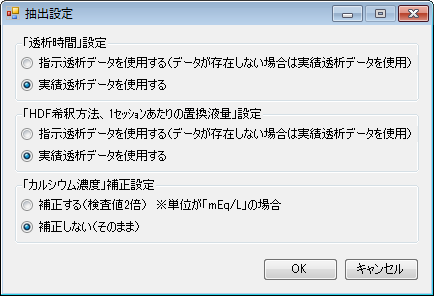 抽出設定
「透析時間」設定
指示透析データを使用する(データが存在しない場合は実績透析データを使用)
実績透析データを使用する
「HDF希釈方法、1セッションあたりの置換液量」設定
指示透析データを使用する(データが存在しない場合は実績透析データを使用)
実績透析データを使用する
「カルシウム濃度」補正設定
補正する(検査値2倍) ※単位が「mEq/L」の場合
補正しない(そのまま)
OK キャンセル